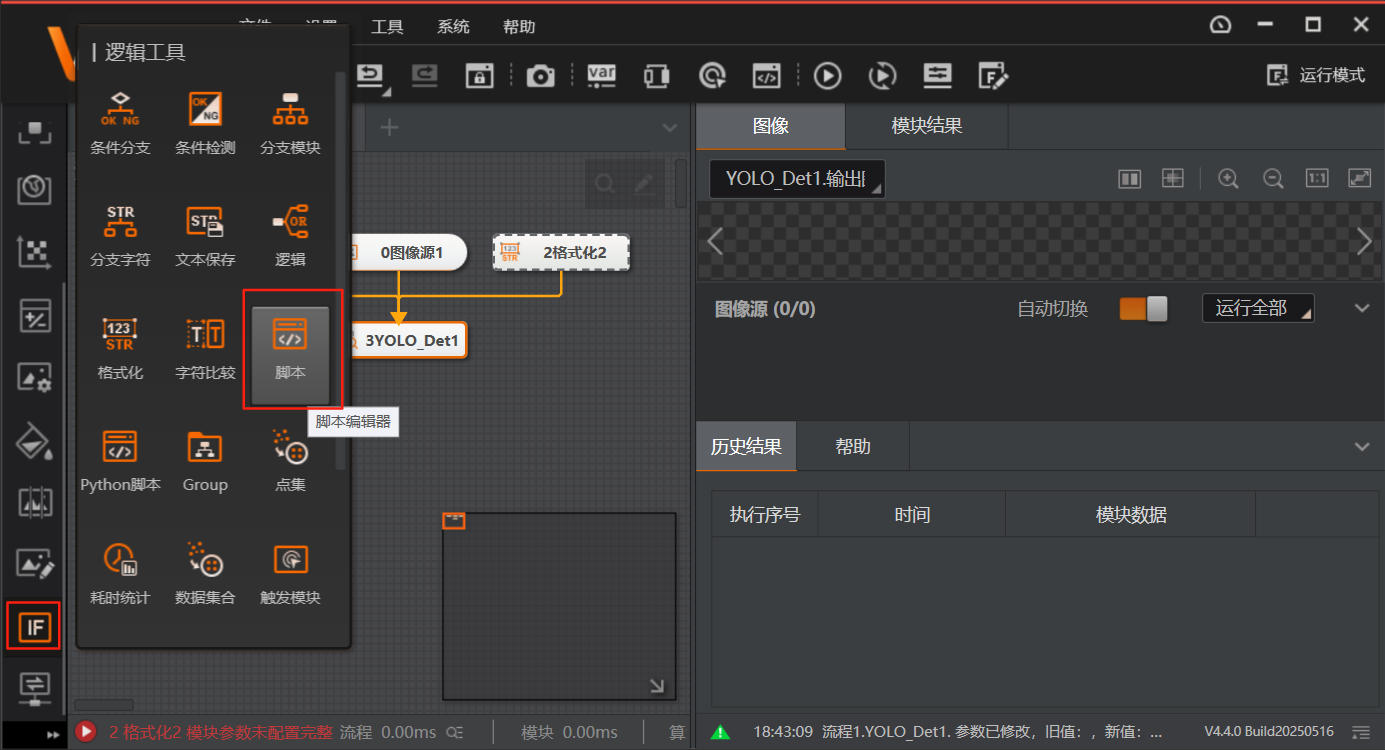 工具 系统 帮助
逻辑工具
运行模式
OK NG
OK
NG
条件分支 条件检测 分支模块
STR
STR
OR
分支字符 文本保存 逻辑
123
STR
T T
格式化 字符比较 脚本
脚本编辑器
Python脚本 Group 点集
耗时统计 数据集合 触发模块
IF
var
F
0图像源1
123
STR
2格式化2
3YOLO_Det1
图像 模块结果
YOLO_Det1.输出
1:1
图像源 (0/0) 自动切换 运行全部
历史结果 帮助
执行序号 时间 模块数据
2 格式化2 模块参数未配置完整 流程 0.00ms 模块 0.00ms 算
18:43:09 流程1.YOLO_Det1. 参数已修改，旧值：，新值：... V4.4.0 Build20250516